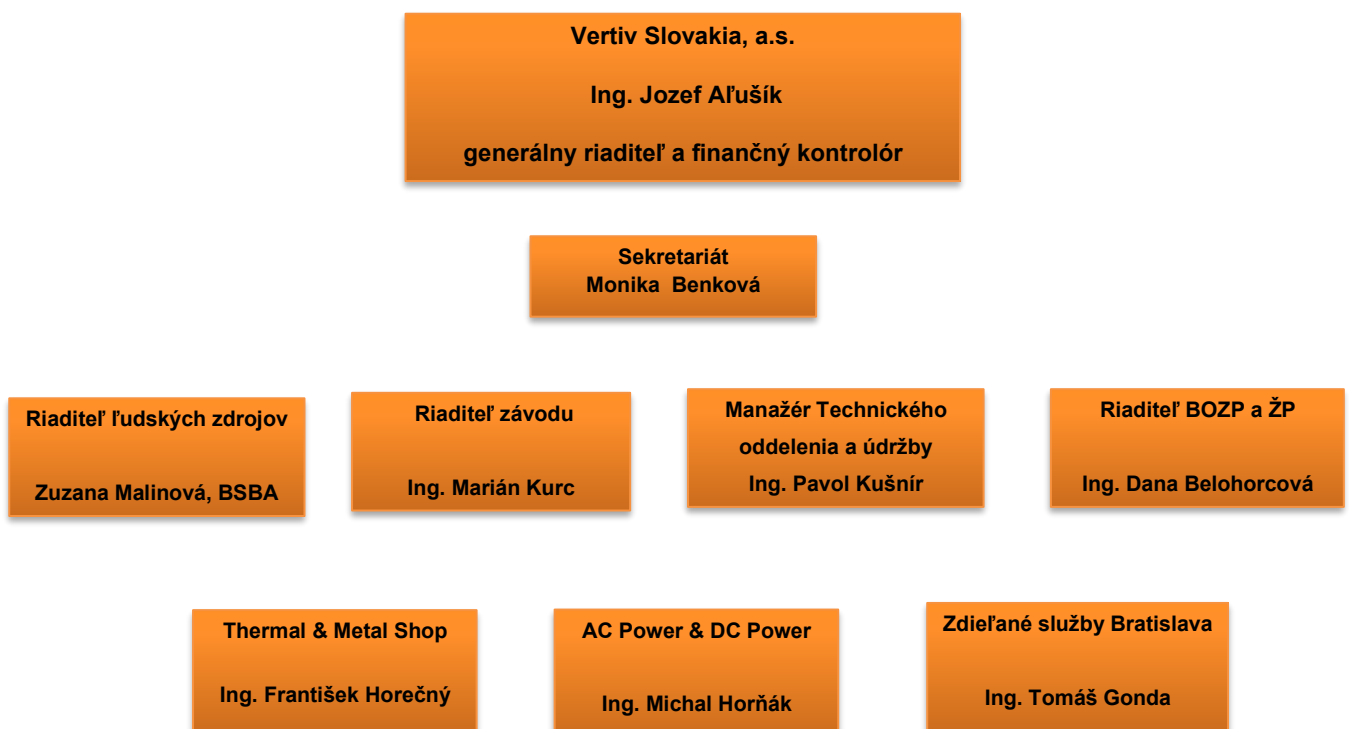 Vertiv Slovakia, a.s.
Ing. Jozef Aľušík
generálny riaditeľ a finančný kontrolór
Sekretariát
Monika Benková
Riaditeľ ľudských zdrojov
Zuzana Malinová, BSBA
Riaditeľ závodu
Ing. Marián Kurc
Manažér Technického
oddelenia a údržby
Ing. Pavol Kušnír
Riaditeľ BOZP a ŽP
Ing. Dana Belohorcová
Thermal & Metal Shop
Ing. František Horečný
AC Power & DC Power
Ing. Michal Horňák
Zdieľané služby Bratislava
Ing. Tomáš Gonda